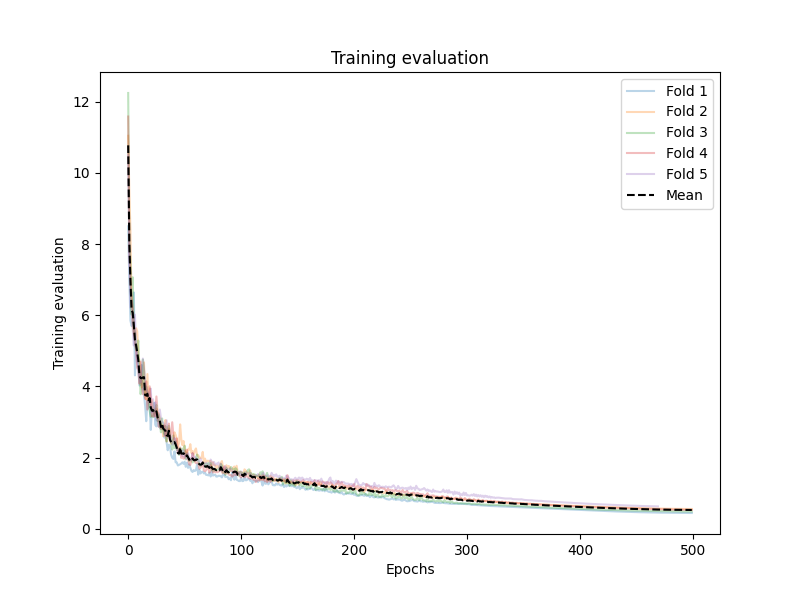 Training evaluation
Fold 1
Fold 2
Fold 3
Fold 4
Fold 5
Mean
Training evaluation
12
10
8
6
4
2
0
0 100 200 300 400 500
Epochs